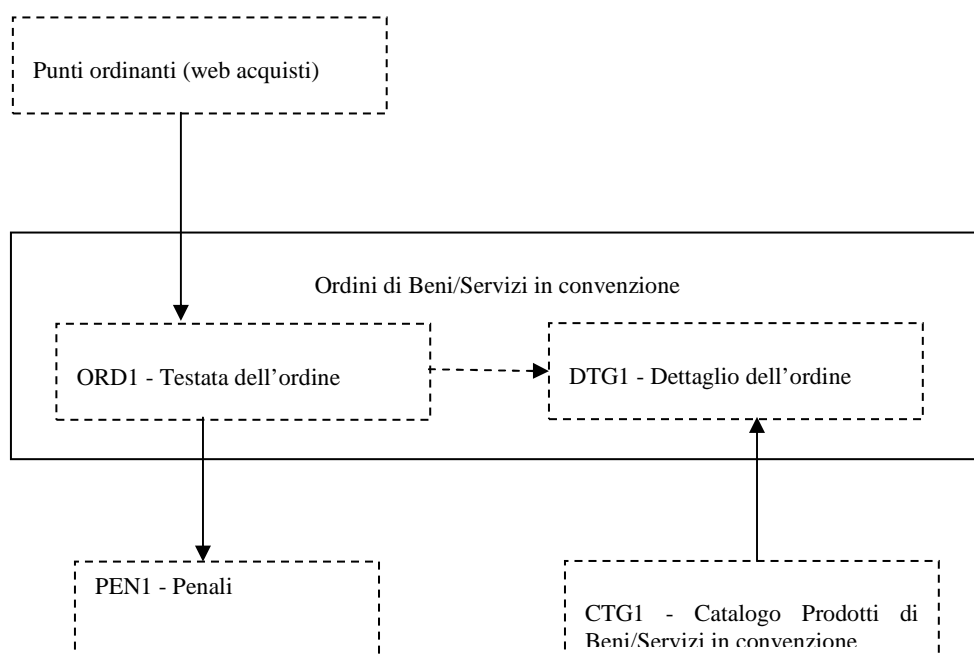 Punti ordinanti (web acquisti)
Ordini di Beni/Servizi in convenzione
ORD1 - Testata dell’ordine
DTG1 - Dettaglio dell’ordine
PEN1 - Penali
CTG1 - Catalogo Prodotti di
Beni/Servizi in convenzione